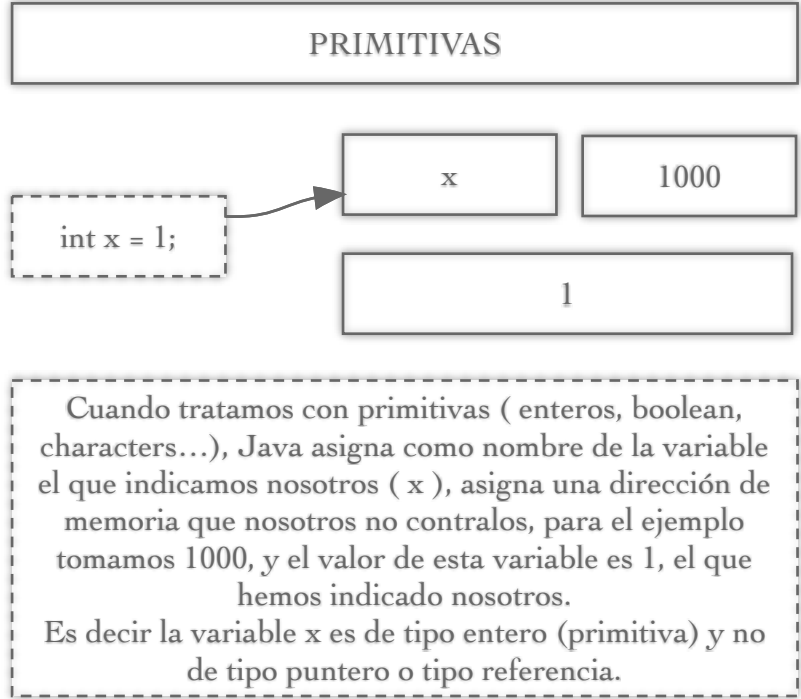 PRIMITIVAS
x
1000
int x = 1;
1
Cuando tratamos con primitivas ( enteros, boolean,
characters...), Java asigna como nombre de la variable
el que indicamos nosotros ( x ), asigna una dirección de
memoria que nosotros no contralos, para el ejemplo
tomamos 1000, y el valor de esta variable es 1, el que
hemos indicado nosotros.
Es decir la variable x es de tipo entero (primitiva) y no
de tipo puntero o tipo referencia.